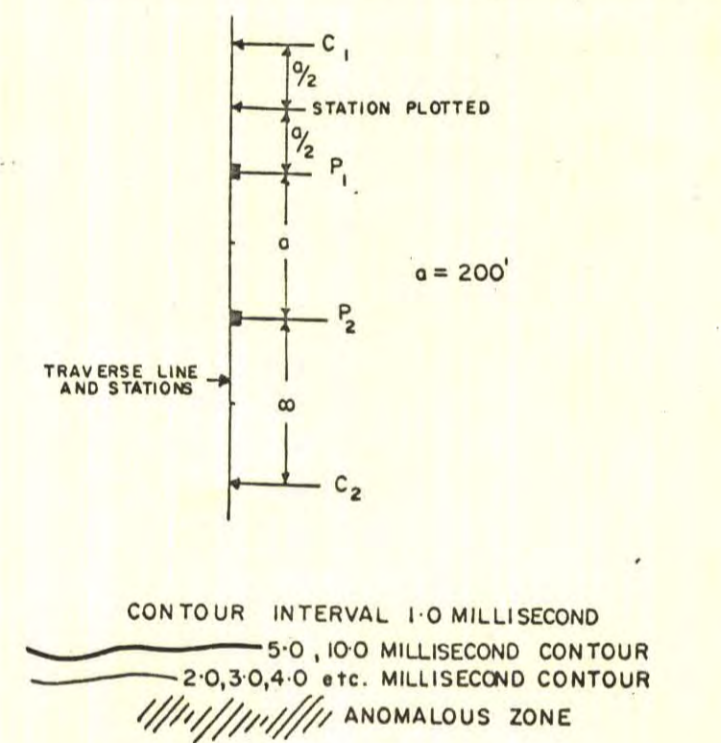 C1
a/2
STATION PLOTTED
a/2
P1
a
a = 200'
P2
TRAVERSE LINE
AND STATIONS
∞
C2
CONTOUR INTERVAL 1·0 MILLISECOND
5·0 , 10·0 MILLISECOND CONTOUR
2·0,3·0,4·0 etc. MILLISECOND CONTOUR
ANOMALOUS ZONE